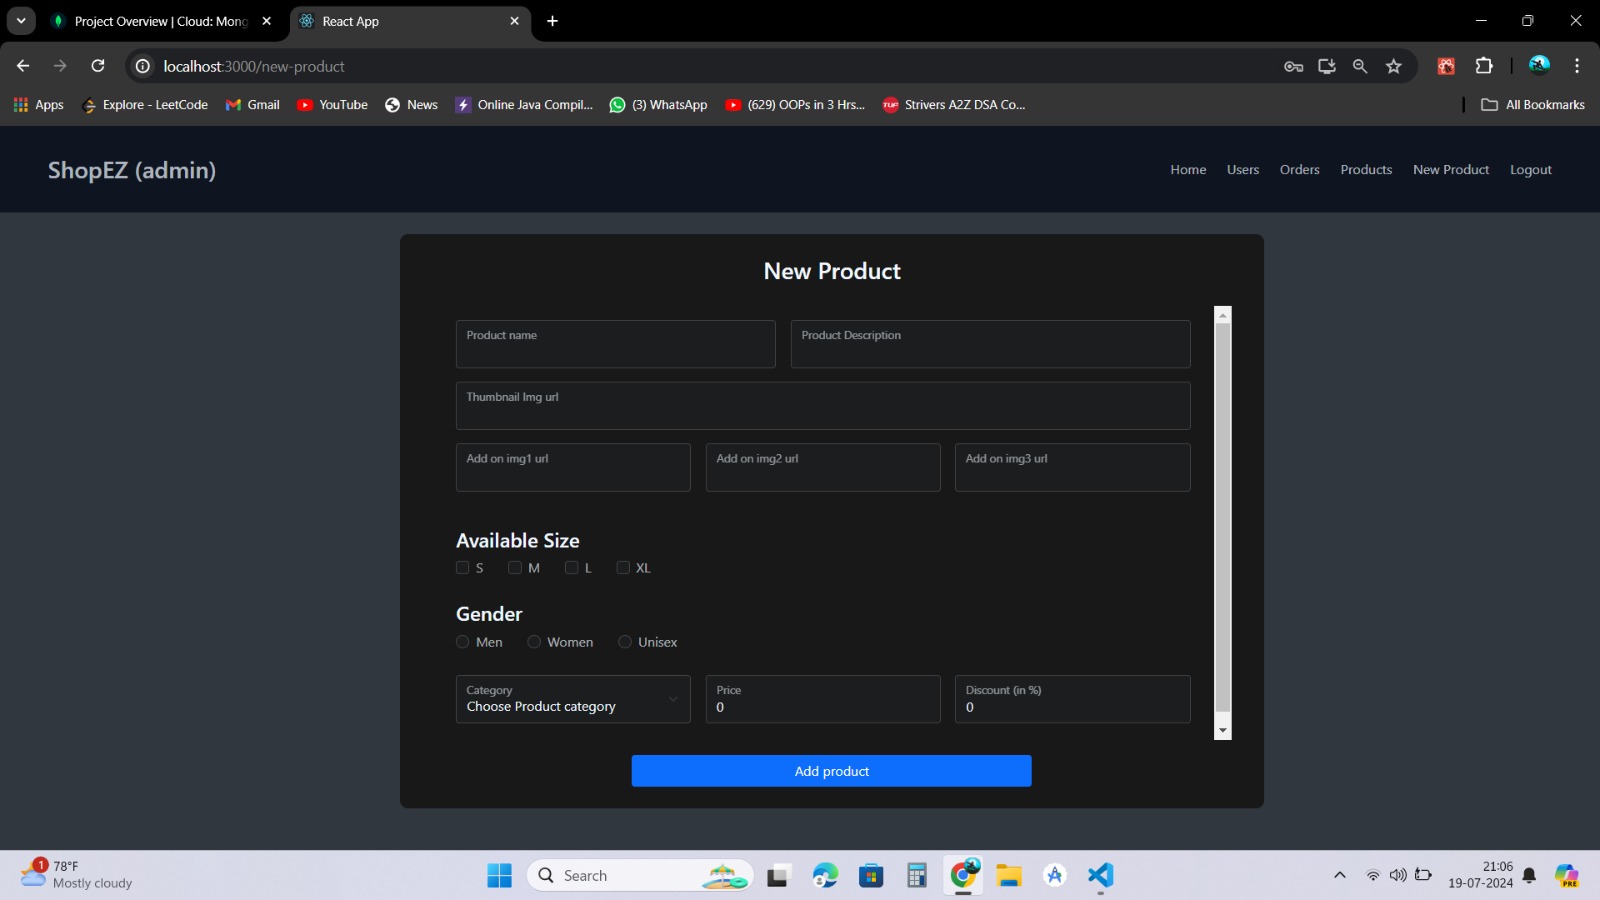 Project Overview | Cloud: Mong
React App
localhost:3000/new-product
Apps
Explore - LeetCode
Gmail
YouTube
News
Online Java Compil...
(3) WhatsApp
(629) OOPs in 3 Hrs...
TUF
Strivers A2Z DSA Co...
All Bookmarks
ShopEZ (admin)
Home
Users
Orders
Products
New Product
Logout
New Product
Product name
Product Description
Thumbnail Img url
Add on img1 url
Add on img2 url
Add on img3 url
Available Size
S
M
L
XL
Gender
Men
Women
Unisex
Category
Choose Product category
Price
0
Discount (in %)
0
Add product
1
78°F
Mostly cloudy
Search
21:06
19-07-2024
PRE